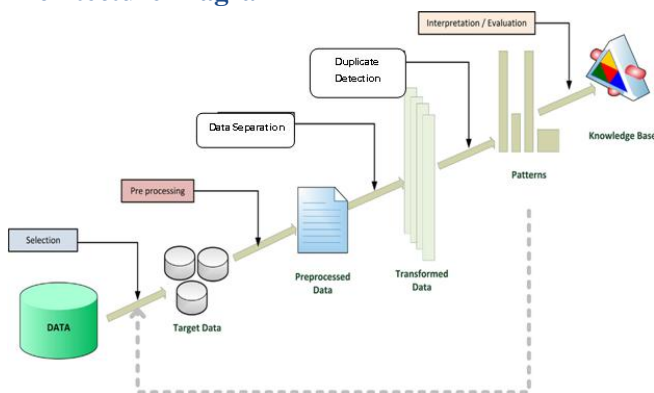 Interpretation / Evaluation
Duplicate
Detection
Data Separation
Knowledge Base
Pre processing
Patterns
Selection
Preprocessed
Data
Transformed
Data
Target Data
DATA